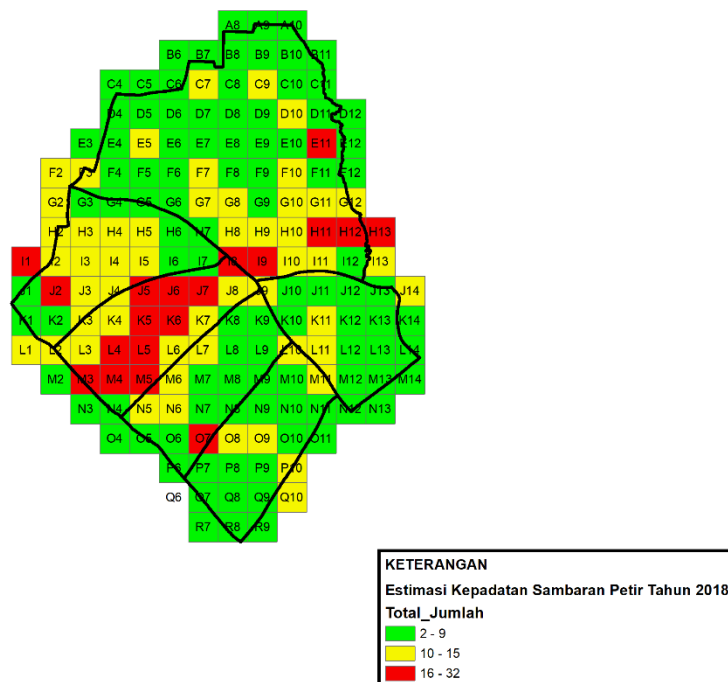 A8 A9 A10
B6 B7 B8 B9 B10 B11
C4 C5 C6 C7 C8 C9 C10 C11
D4 D5 D6 D7 D8 D9 D10 D11 D12
E3 E4 E5 E6 E7 E8 E9 E10 E11 E12
F2 F3 F4 F5 F6 F7 F8 F9 F10 F11 F12
G2 G3 G4 G5 G6 G7 G8 G9 G10 G11 G12
H2 H3 H4 H5 H6 H7 H8 H9 H10 H11 H12 H13
I1 I2 I3 I4 I5 I6 I7 I8 I9 I10 I11 I12 I13
J1 J2 J3 J4 J5 J6 J7 J8 J9 J10 J11 J12 J13 J14
K1 K2 K3 K4 K5 K6 K7 K8 K9 K10 K11 K12 K13 K14
L1 L2 L3 L4 L5 L6 L7 L8 L9 L10 L11 L12 L13 L14
M2 M3 M4 M5 M6 M7 M8 M9 M10 M11 M12 M13 M14
N3 N4 N5 N6 N7 N8 N9 N10 N11 N12 N13
O4 O5 O6 O7 O8 O9 O10 O11
P6 P7 P8 P9 P10
Q6 Q7 Q8 Q9 Q10
R7 R8 R9
KETERANGAN
Estimasi Kepadatan Sambaran Petir Tahun 2018
Total_Jumlah
2 - 9
10 - 15
16 - 32